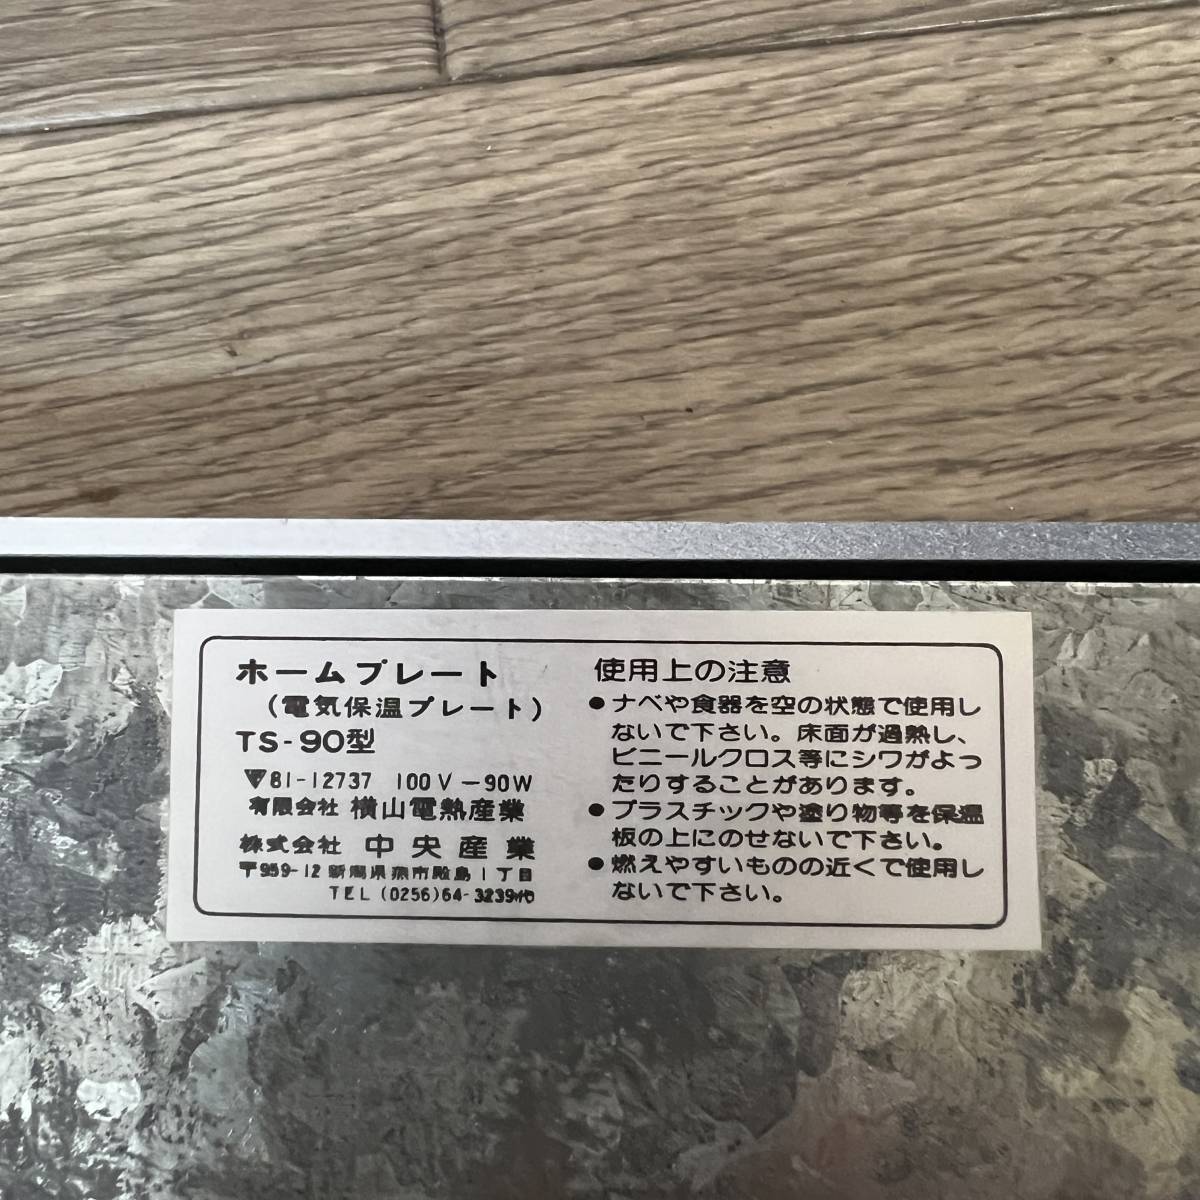 ホームプレート
（電気保温プレート）
TS-90型
81-12737 100V-90W
有限会社 横山電熱産業
株式会社 中央産業
〒959-12 新潟県燕市殿島1丁目
TEL(0256)64-3239代
使用上の注意
●ナベや食器を空の状態で使用し
ないで下さい。床面が過熱し、
ビニールクロス等にシワがよっ
たりすることがあります。
●プラスチックや塗り物等を保温
板の上にのせないで下さい。
●燃えやすいものの近くで使用し
ないで下さい。